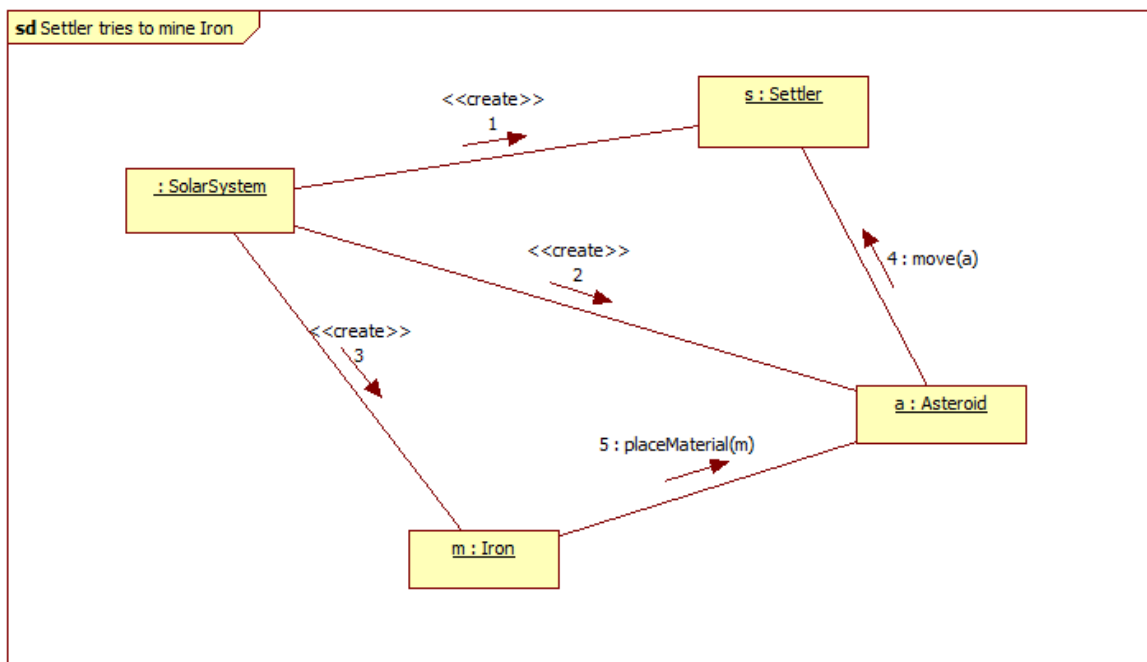 sd Settler tries to mine Iron
<<create>>
1
s : Settler
: SolarSystem
<<create>>
2
4 : move(a)
<<create>>
3
a : Asteroid
5 : placeMaterial(m)
m : Iron